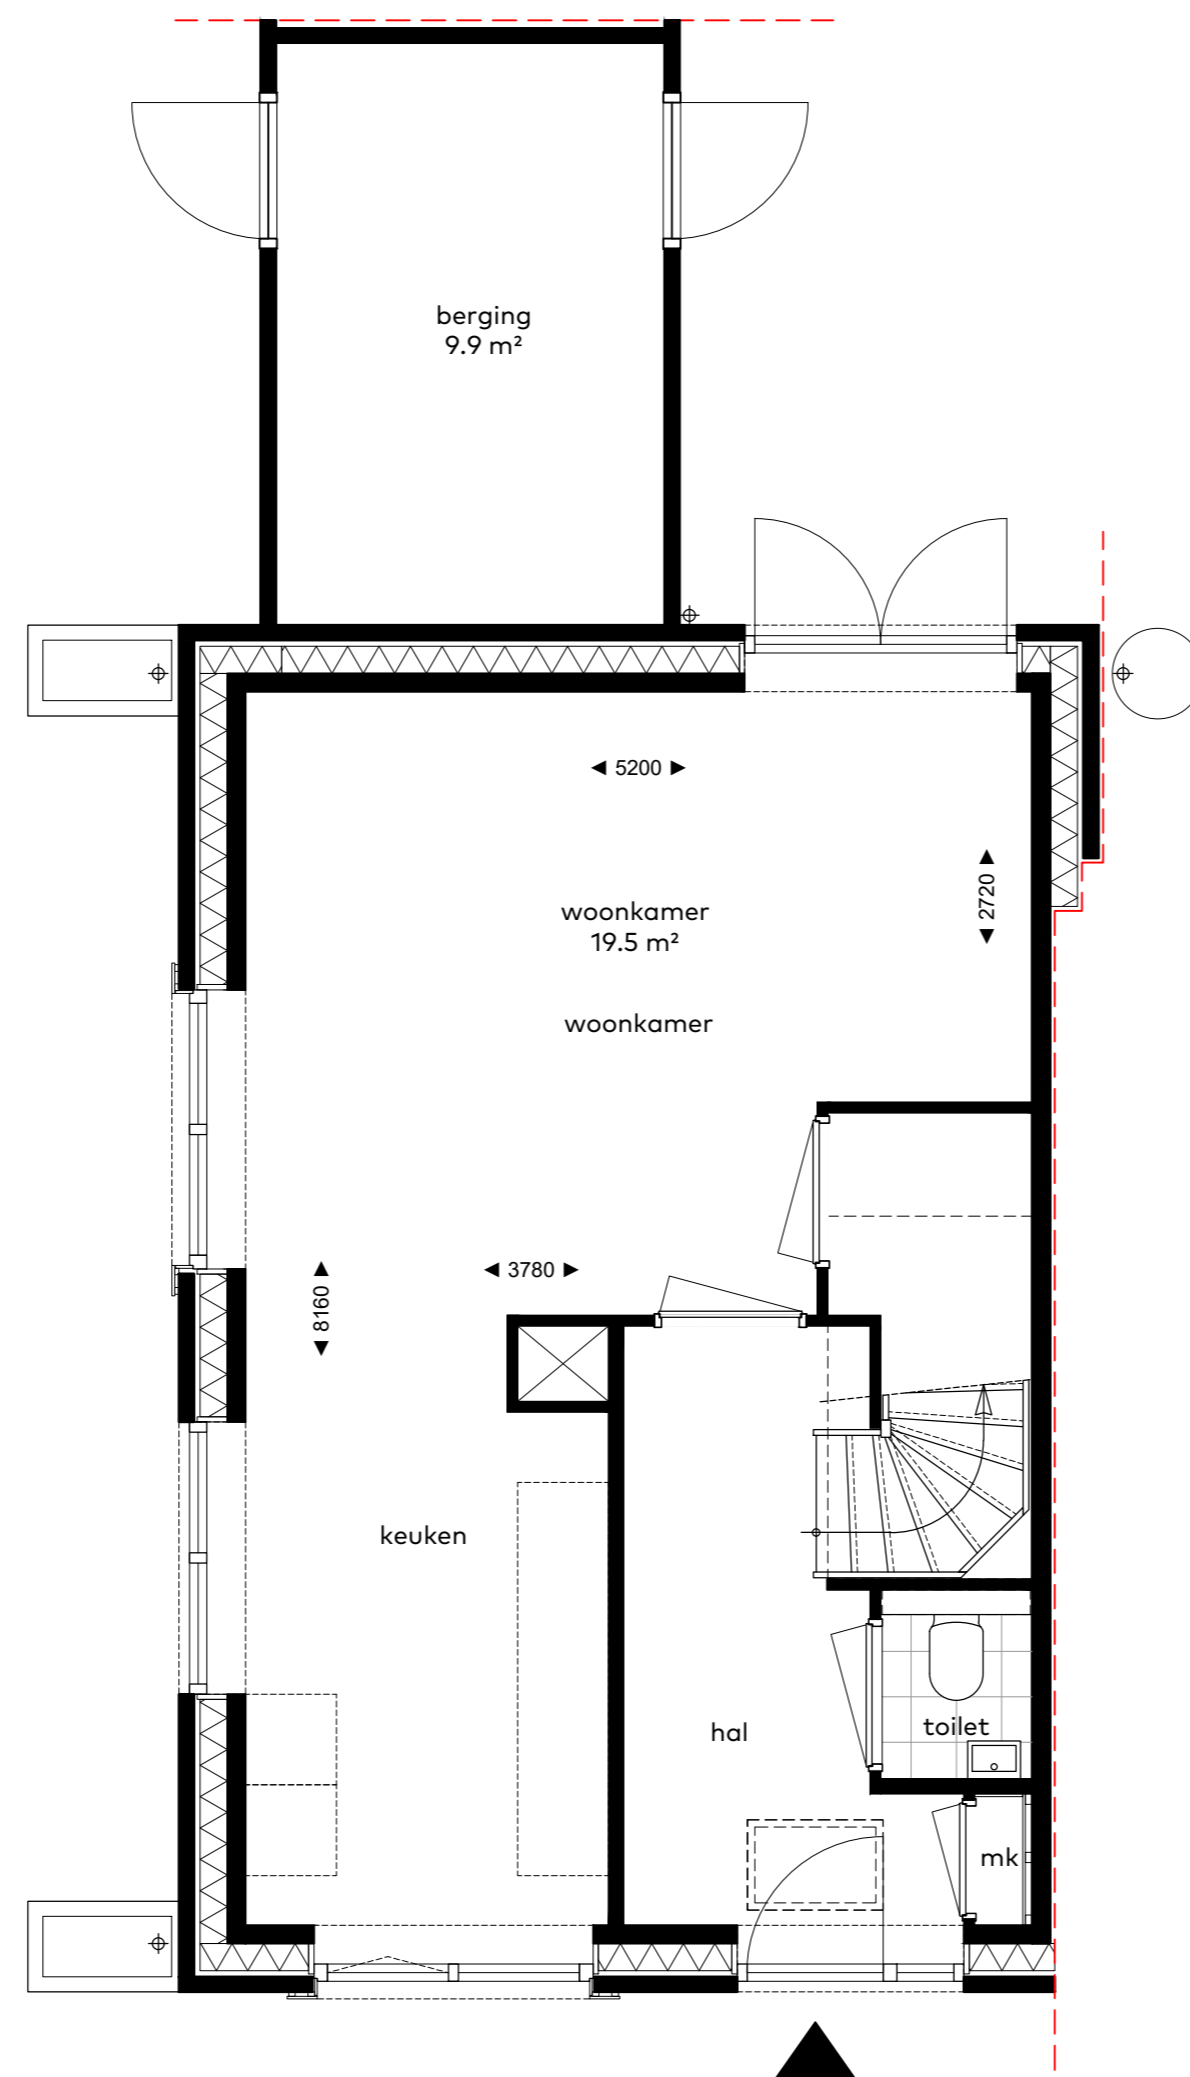 berging
9.9 m²
◄ 5200 ►
◄ 2720 ►
woonkamer
19.5 m²
woonkamer
◄ 3780 ►
◄ 8160 ►
keuken
hal
toilet
mk